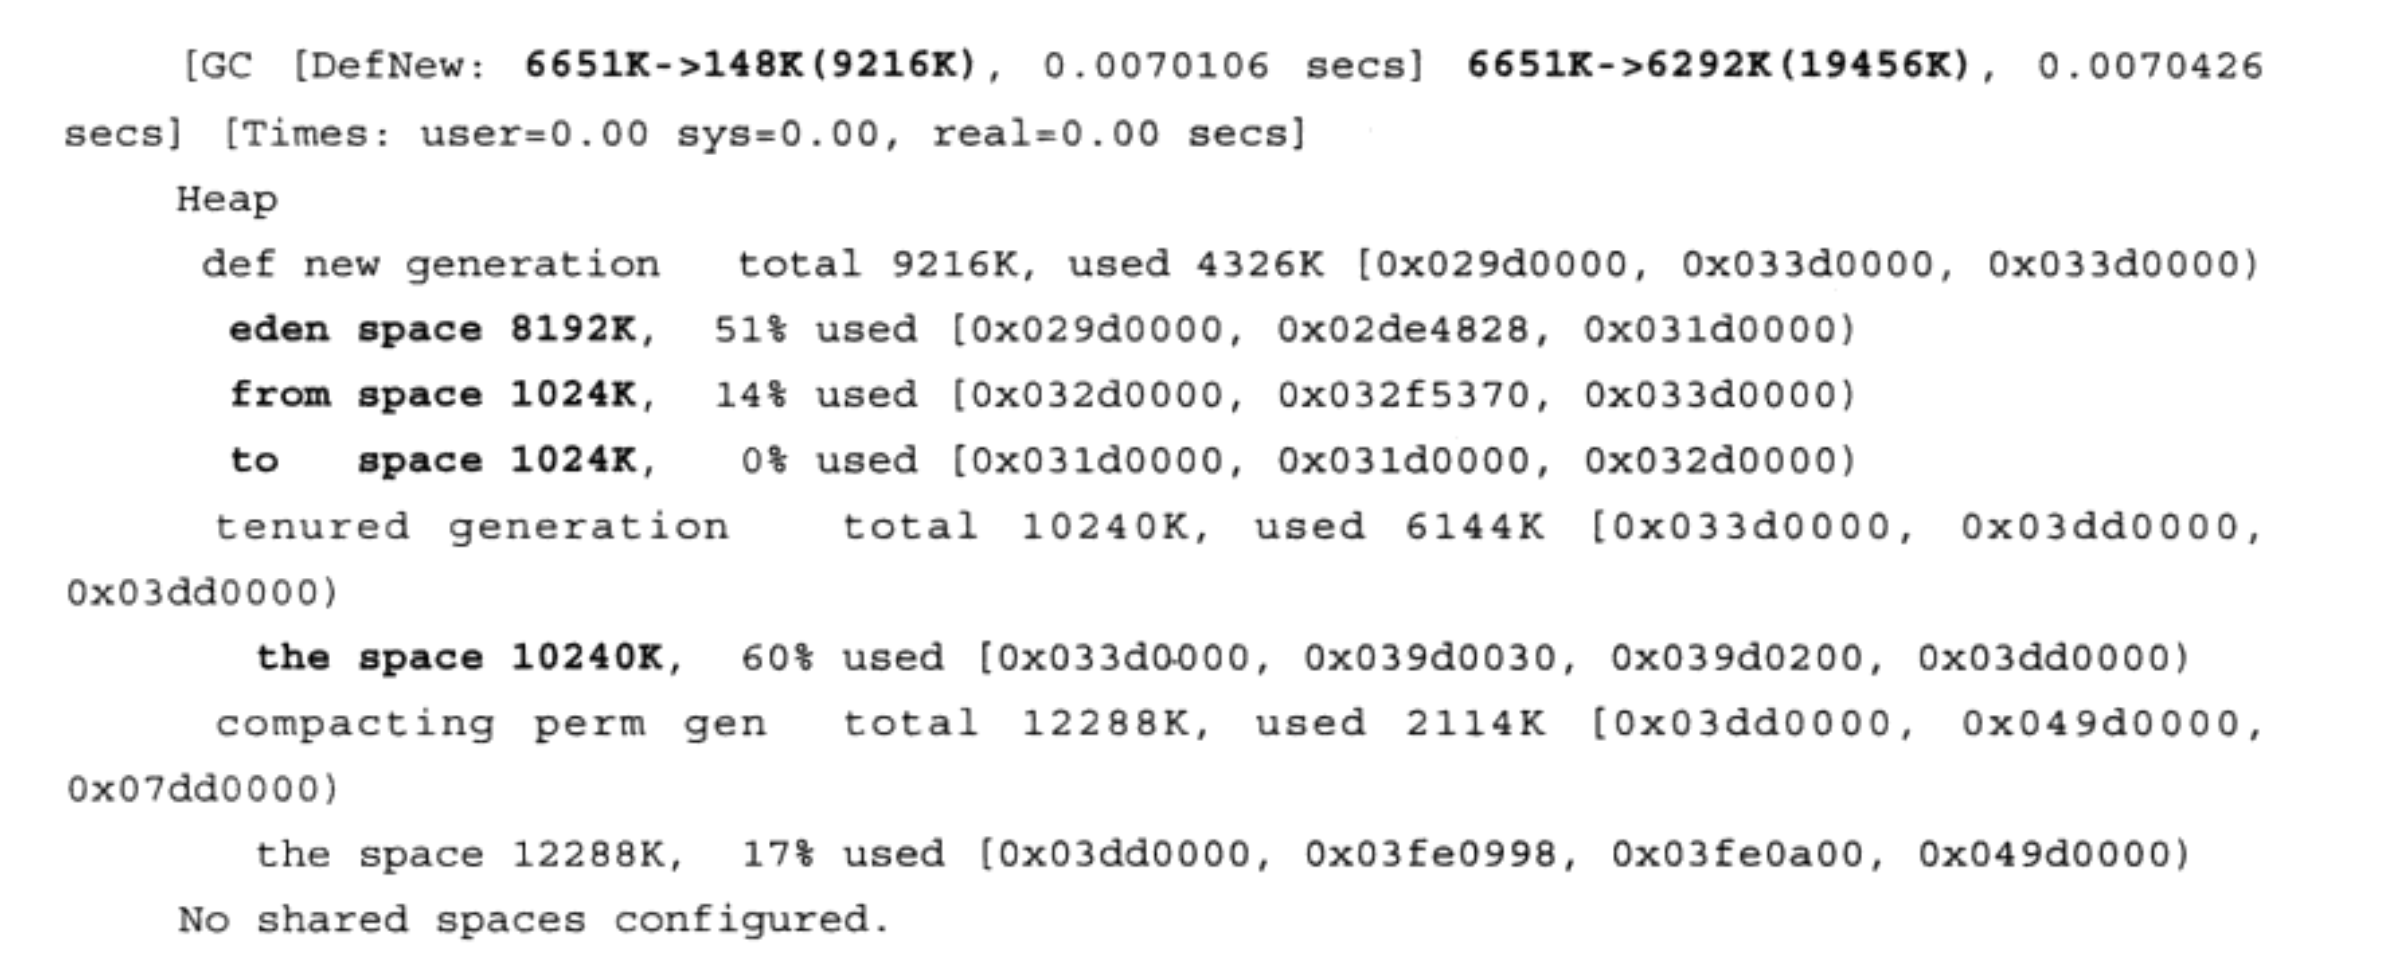 [GC [DefNew: 6651K->148K(9216K), 0.0070106 secs] 6651K->6292K(19456K), 0.0070426
secs] [Times: user=0.00 sys=0.00, real=0.00 secs]
Heap
def new generation total 9216K, used 4326K [0x029d0000, 0x033d0000, 0x033d0000)
eden space 8192K, 51% used [0x029d0000, 0x02de4828, 0x031d0000)
from space 1024K, 14% used [0x032d0000, 0x032f5370, 0x033d0000)
to space 1024K, 0% used [0x031d0000, 0x031d0000, 0x032d0000)
tenured generation total 10240K, used 6144K [0x033d0000, 0x03dd0000,
0x03dd0000)
the space 10240K, 60% used [0x033d0000, 0x039d0030, 0x039d0200, 0x03dd0000)
compacting perm gen total 12288K, used 2114K [0x03dd0000, 0x049d0000,
0x07dd0000)
the space 12288K, 17% used [0x03dd0000, 0x03fe0998, 0x03fe0a00, 0x049d0000)
No shared spaces configured.